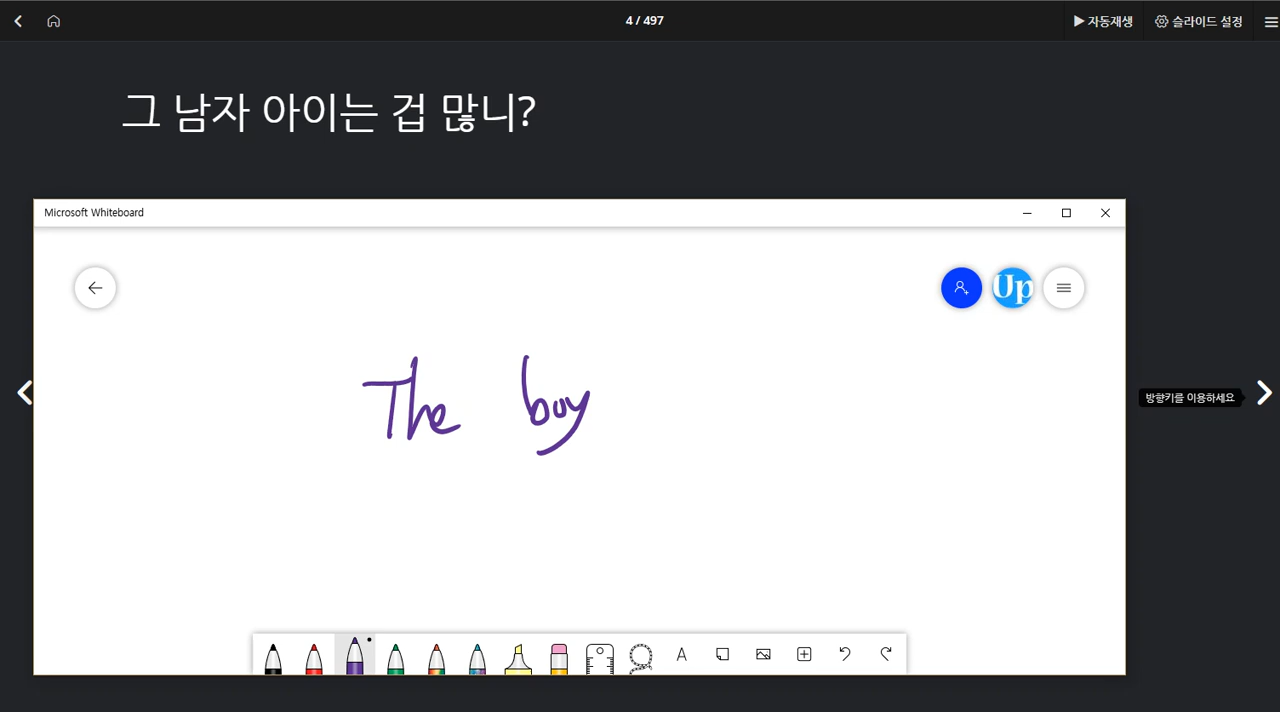 4 / 497
▶자동재생
슬라이드 설정
그 남자 아이는 겁 많니?
Microsoft Whiteboard
Up
The boy
방향키를 이용하세요
A